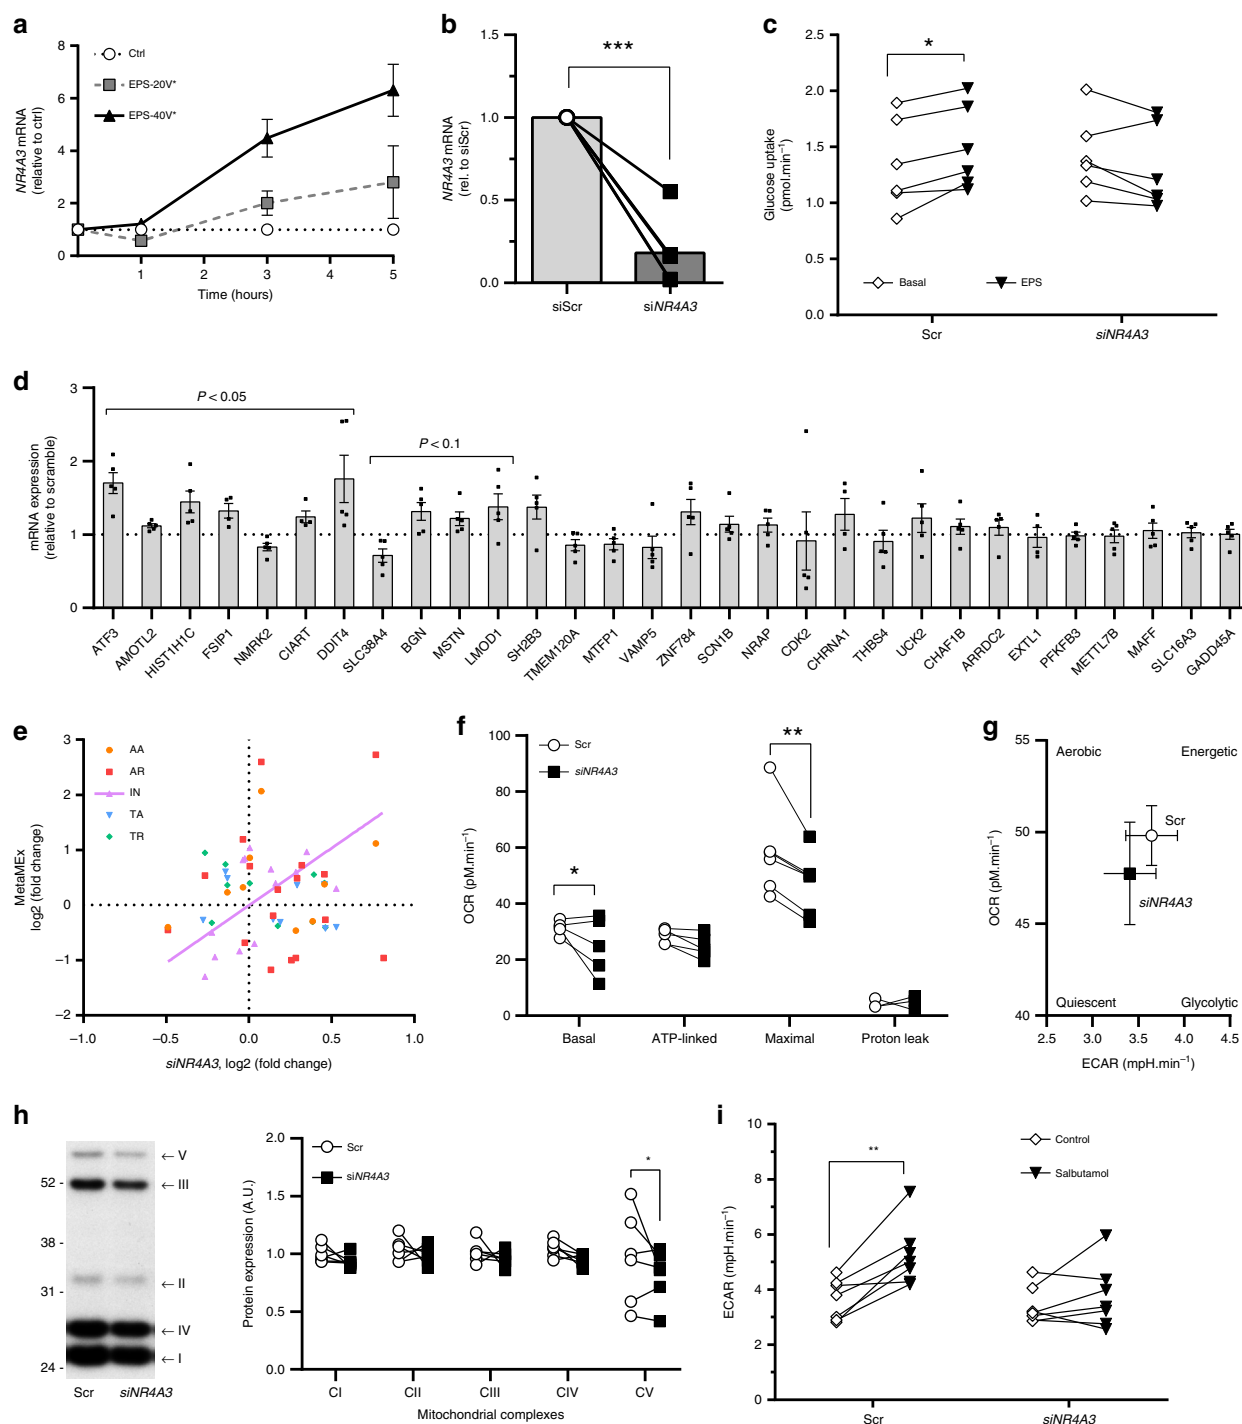 a
8
6
4
2
0
NR4A3 mRNA
(relative to ctrl)
Ctrl
EPS-20V*
EPS-40V*
1
2
3
4
5
Time (hours)
b
1.5
1.0
0.5
0.0
NR4A3 mRNA
(rel. to siScr)
***
siScr
siNR4A3
c
2.5
2.0
1.5
1.0
0.5
0.0
Glucose uptake
(pmol.min−1)
*
Basal
EPS
Scr
siNR4A3
d
3
2
1
0
mRNA expression
(relative to scramble)
P < 0.05
P < 0.1
ATF3
AMOTL2
HIST1H1C
FSIP1
NMRK2
CIART
DDIT4
SLC38A4
BGN
MSTN
LMOD1
SH2B3
TMEM120A
MTFP1
VAMP5
ZNF784
SCN1B
NRAP
CDK2
CHRNA1
THBS4
UCK2
CHAF1B
ARRDC2
EXTL1
PFKFB3
METTL7B
MAFF
SLC16A3
GADD45A
e
3
2
1
0
−1
−2
MetaMEx
log2 (fold change)
AA
AR
IN
TA
TR
−1.0
−0.5
0.0
0.5
1.0
siNR4A3, log2 (fold change)
f
100
80
60
40
20
0
OCR (pM.min−1)
Scr
siNR4A3
*
**
Basal
ATP-linked
Maximal
Proton leak
g
55
50
45
40
OCR (pM.min−1)
Aerobic
Energetic
Scr
siNR4A3
Quiescent
Glycolytic
2.5
3.0
3.5
4.0
4.5
ECAR (mpH.min−1)
h
52 -
38 -
31 -
24 -
← V
← III
← II
← IV
← I
Scr
siNR4A3
2.0
1.5
1.0
0.5
0.0
Protein expression (A.U.)
Scr
siNR4A3
*
CI
CII
CIII
CIV
CV
Mitochondrial complexes
i
10
8
6
4
2
0
ECAR (mpH.min−1)
**
Control
Salbutamol
Scr
siNR4A3